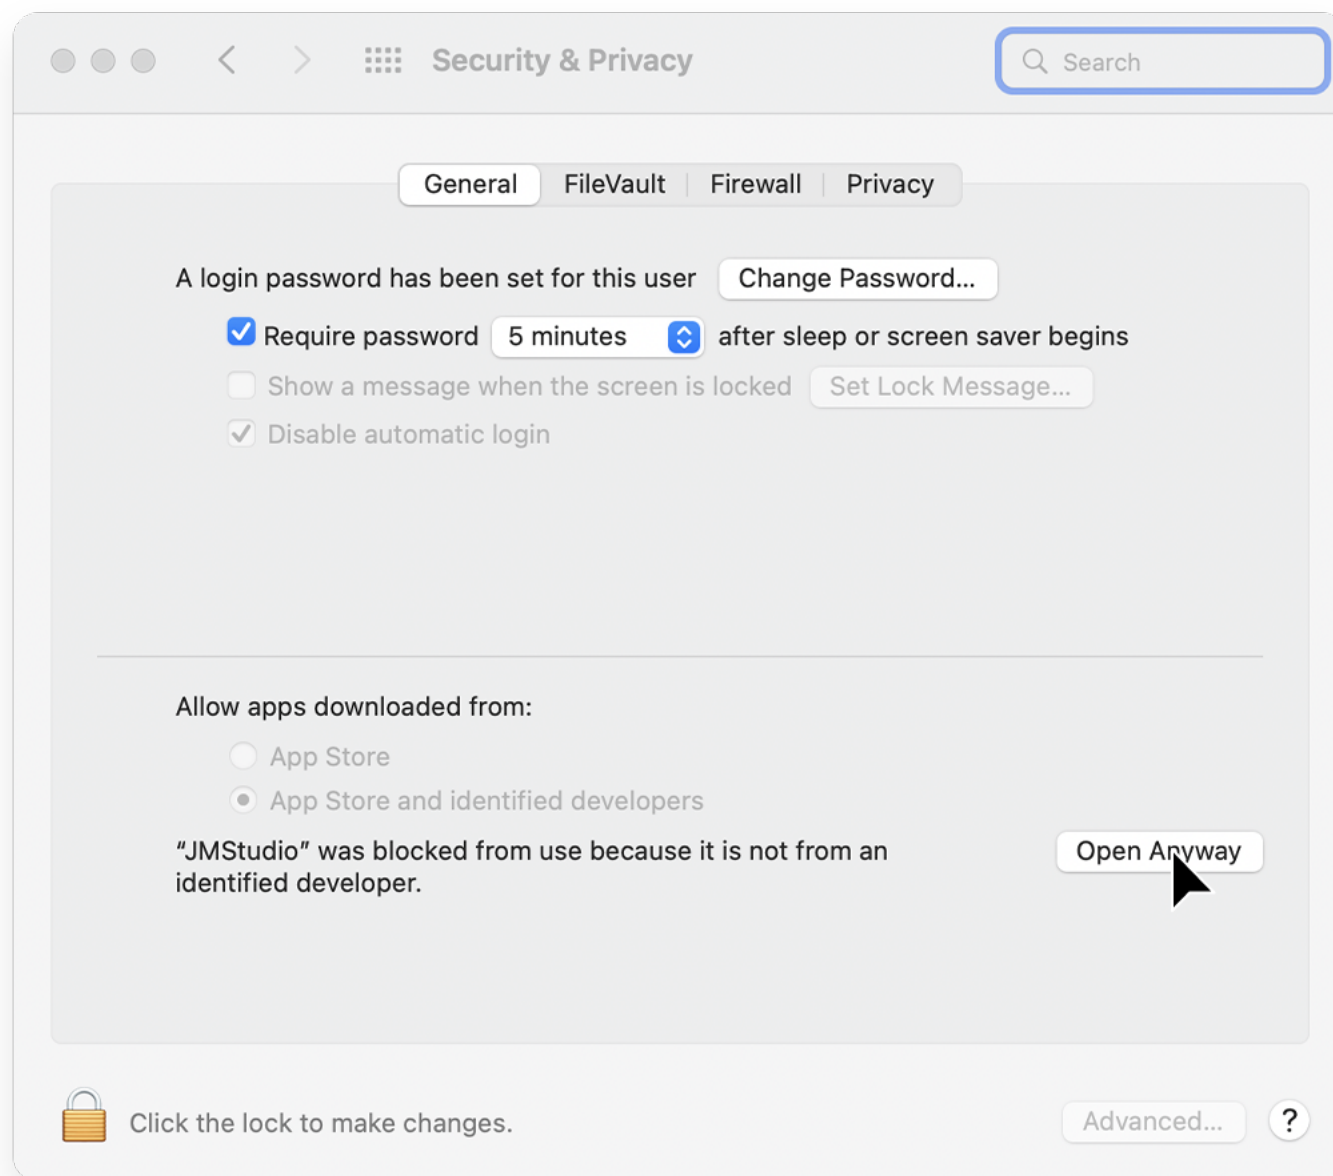 Security & Privacy
Search
General FileVault Firewall Privacy
A login password has been set for this user Change Password...
Require password 5 minutes after sleep or screen saver begins
Show a message when the screen is locked Set Lock Message...
Disable automatic login
Allow apps downloaded from:
App Store
App Store and identified developers
“JMStudio” was blocked from use because it is not from an Open Anyway
identified developer.
Click the lock to make changes. Advanced... ?